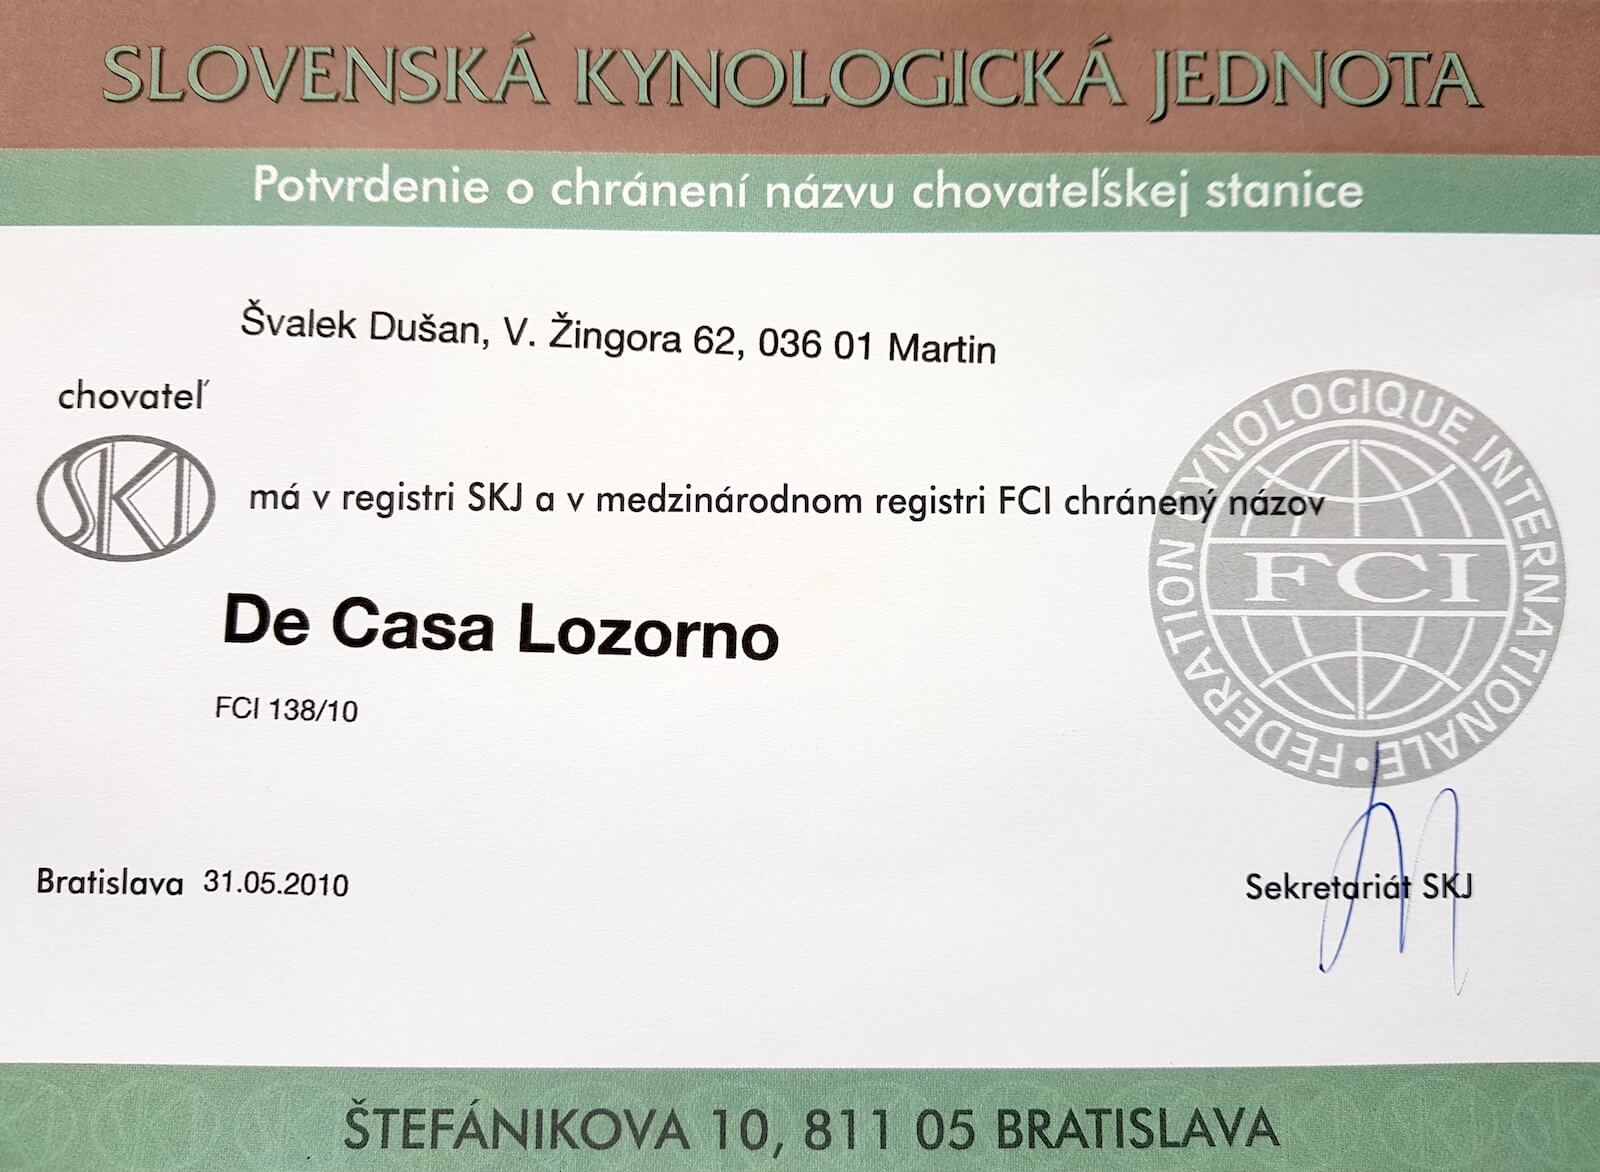 SLOVENSKÁ KYNOLOGICKÁ JEDNOTA
Potvrdenie o chránení názvu chovateľskej stanice
Švalek Dušan, V. Žingora 62, 036 01 Martin
chovateľ
SKJ
má v registri SKJ a v medzinárodnom registri FCI chránený názov
FEDERATION CYNOLOGIQUE INTERNATIONALE •
FCI
De Casa Lozorno
FCI 138/10
Bratislava 31.05.2010
Sekretariát SKJ
ŠTEFÁNIKOVA 10, 811 05 BRATISLAVA